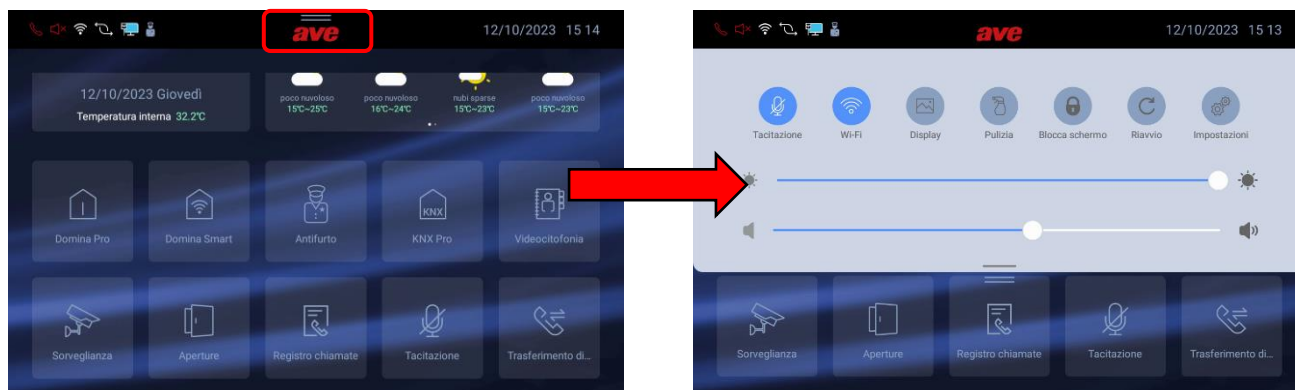 ave
12/10/2023 15 14
12/10/2023 Giovedì
Temperatura interna 32.2°C
poco nuvoloso
15°C~25°C
poco nuvoloso
16°C~24°C
nubi sparse
15°C~23°C
poco nuvoloso
15°C~23°C
Domina Pro
Domina Smart
Antifurto
KNX
KNX Pro
Videocitofonia
Sorveglianza
Aperture
Registro chiamate
Tacitazione
Trasferimento di...
ave
12/10/2023 15 13
Tacitazione
Wi-Fi
Display
Pulizia
Blocca schermo
Riavvio
Impostazioni
Sorveglianza
Aperture
Registro chiamate
Tacitazione
Trasferimento di...